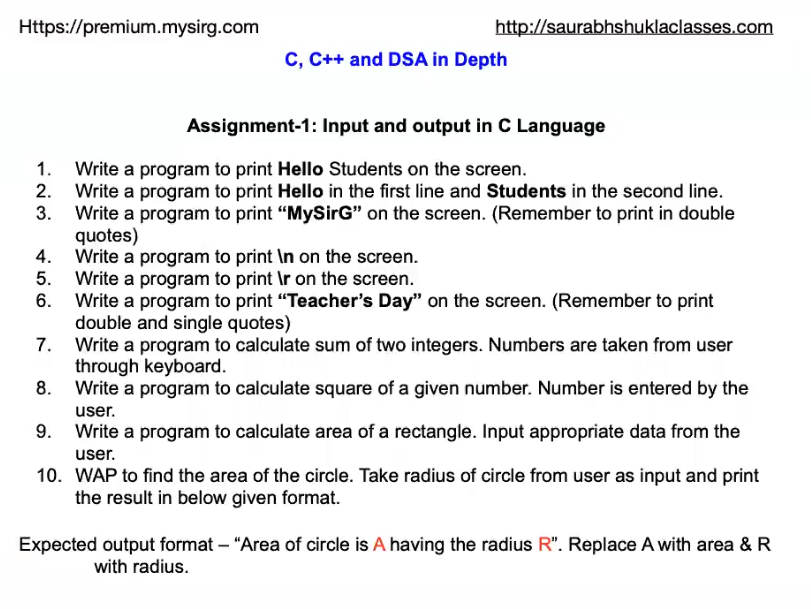 Https://premium.mysirg.com http://saurabhshuklaclasses.com
C, C++ and DSA in Depth
Assignment-1: Input and output in C Language
1. Write a program to print Hello Students on the screen.
2. Write a program to print Hello in the first line and Students in the second line.
3. Write a program to print “MySirG” on the screen. (Remember to print in double
quotes)
4. Write a program to print \n on the screen.
5. Write a program to print \r on the screen.
6. Write a program to print “Teacher’s Day” on the screen. (Remember to print
double and single quotes)
7. Write a program to calculate sum of two integers. Numbers are taken from user
through keyboard.
8. Write a program to calculate square of a given number. Number is entered by the
user.
9. Write a program to calculate area of a rectangle. Input appropriate data from the
user.
10. WAP to find the area of the circle. Take radius of circle from user as input and print
the result in below given format.
Expected output format – “Area of circle is A having the radius R”. Replace A with area & R
with radius.